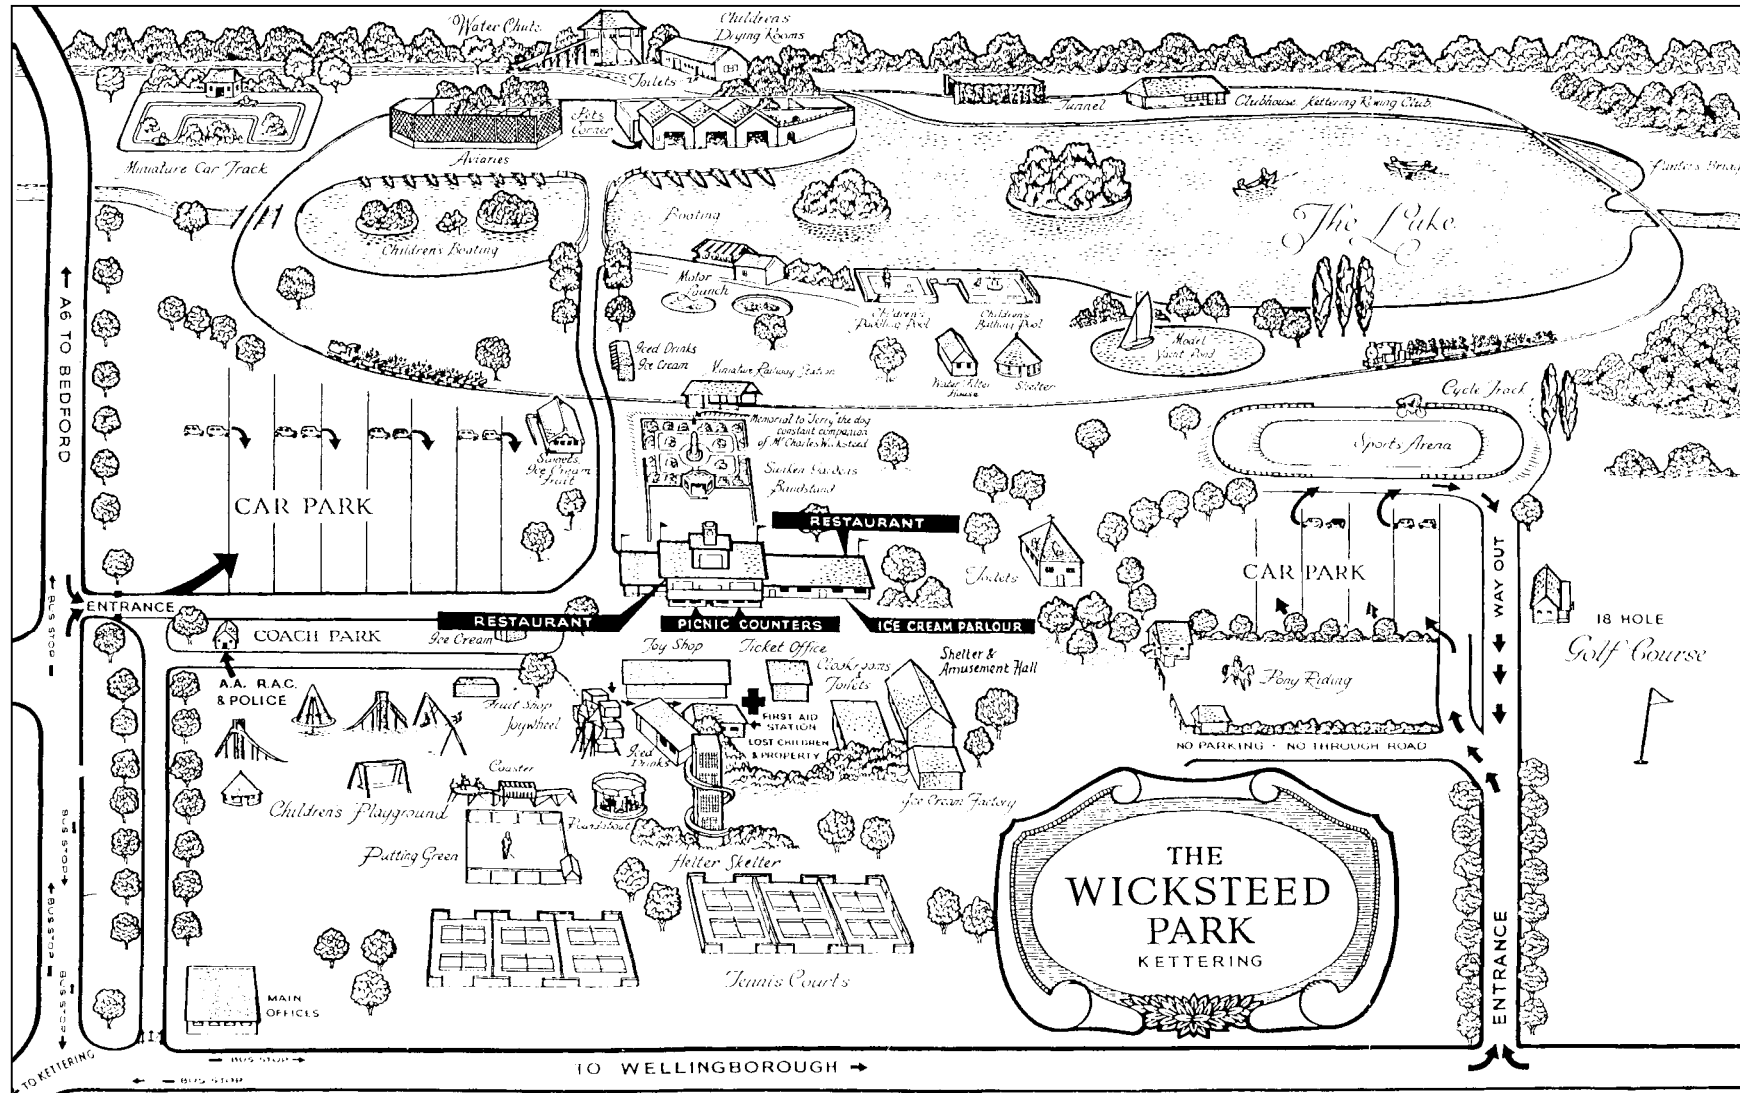 Water Chute
Children's
Drying Rooms
Toilets
Tunnel
Clubhouse Kettering Rowing Club
Pets
Corner
Miniature Car Track
Aviaries
Boating
The Lake
Children's Boating
Motor
Launch
Children's
Paddling Pool
Children's
Bathing Pool
Model
Yacht Pond
Iced Drinks
Ice Cream
Miniature Railway Station
Water Filter
House
Shelter
Cycle Track
A6 TO BEDFORD
Memorial to "Jerry" the dog
constant companion
of Mr Charles Wicksteed
Sports Arena
Sweets
Ice Cream
Fruit
Sunken Gardens
Bandstand
CAR PARK
RESTAURANT
Toilets
CAR PARK
WAY OUT
BUS STOP
ENTRANCE
RESTAURANT
PICNIC COUNTERS
ICE CREAM PARLOUR
18 HOLE
Golf Course
COACH PARK
Ice Cream
Toy Shop
Ticket Office
Shelter &
Amusement Hall
Cloakrooms
&
Toilets
Pony Riding
A.A. R.A.C.
& POLICE
Fruit Shop
Joywheel
FIRST AID
STATION
LOST CHILDREN
& PROPERTY
Iced
Drinks
NO PARKING · NO THROUGH ROAD
Coaster
Children's Playground
Roundabout
Ice Cream Factory
Putting Green
Helter Skelter
BUS STOP
BUS STOP
BUS STOP
THE
WICKSTEED
PARK
KETTERING
Tennis Courts
ENTRANCE
MAIN
OFFICES
TO KETTERING
BUS STOP
BUS STOP
TO WELLINGBOROUGH